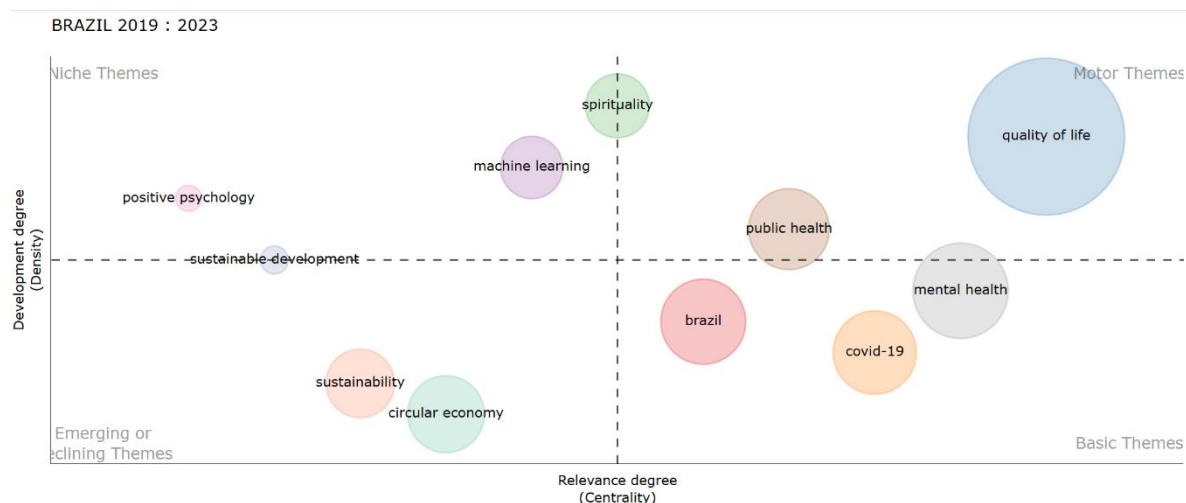 BRAZIL 2019 : 2023
Niche Themes
Motor Themes
spirituality
quality of life
machine learning
positive psychology
public health
sustainable development
mental health
brazil
covid-19
sustainability
circular economy
Emerging or
clining Themes
Basic Themes
Development degree
(Density)
Relevance degree
(Centrality)